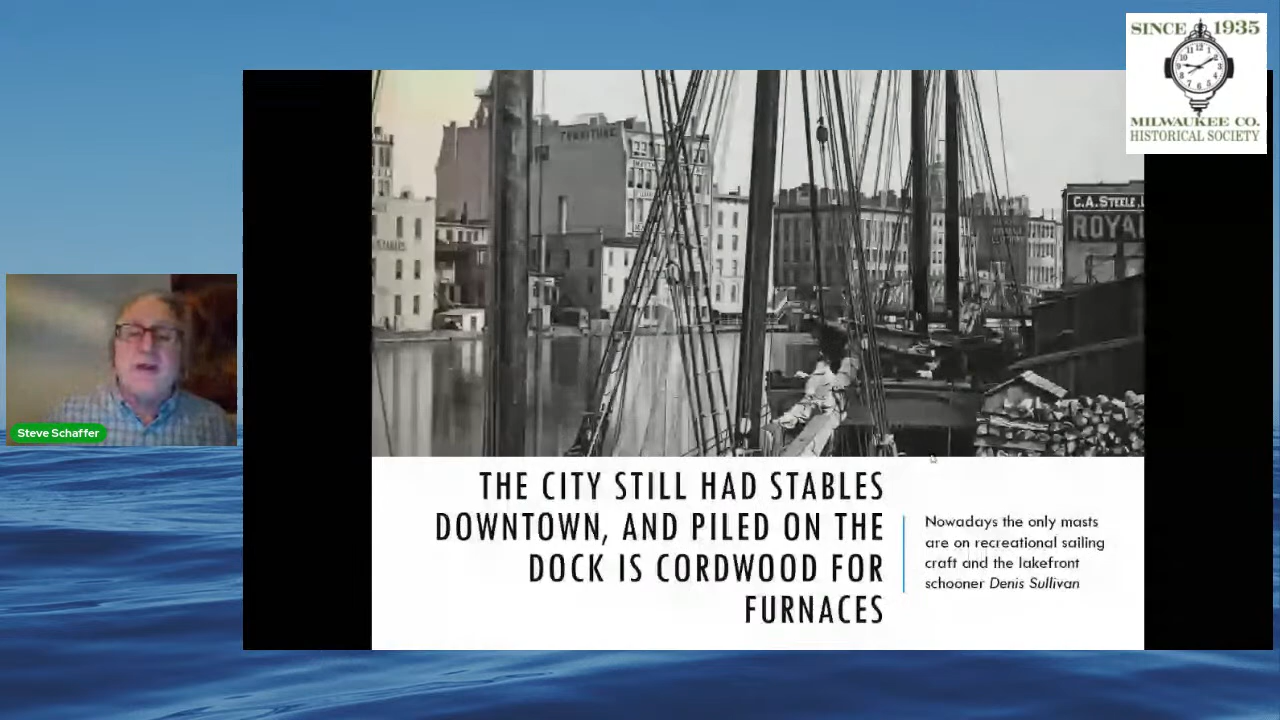 SINCE 1935
MILWAUKEE CO.
HISTORICAL SOCIETY
FURNITURE
C.A. STEELE,
ROYAL
Steve Schaffer
THE CITY STILL HAD STABLES
DOWNTOWN, AND PILED ON THE
DOCK IS CORDWOOD FOR
FURNACES
Nowadays the only masts
are on recreational sailing
craft and the lakefront
schooner Denis Sullivan